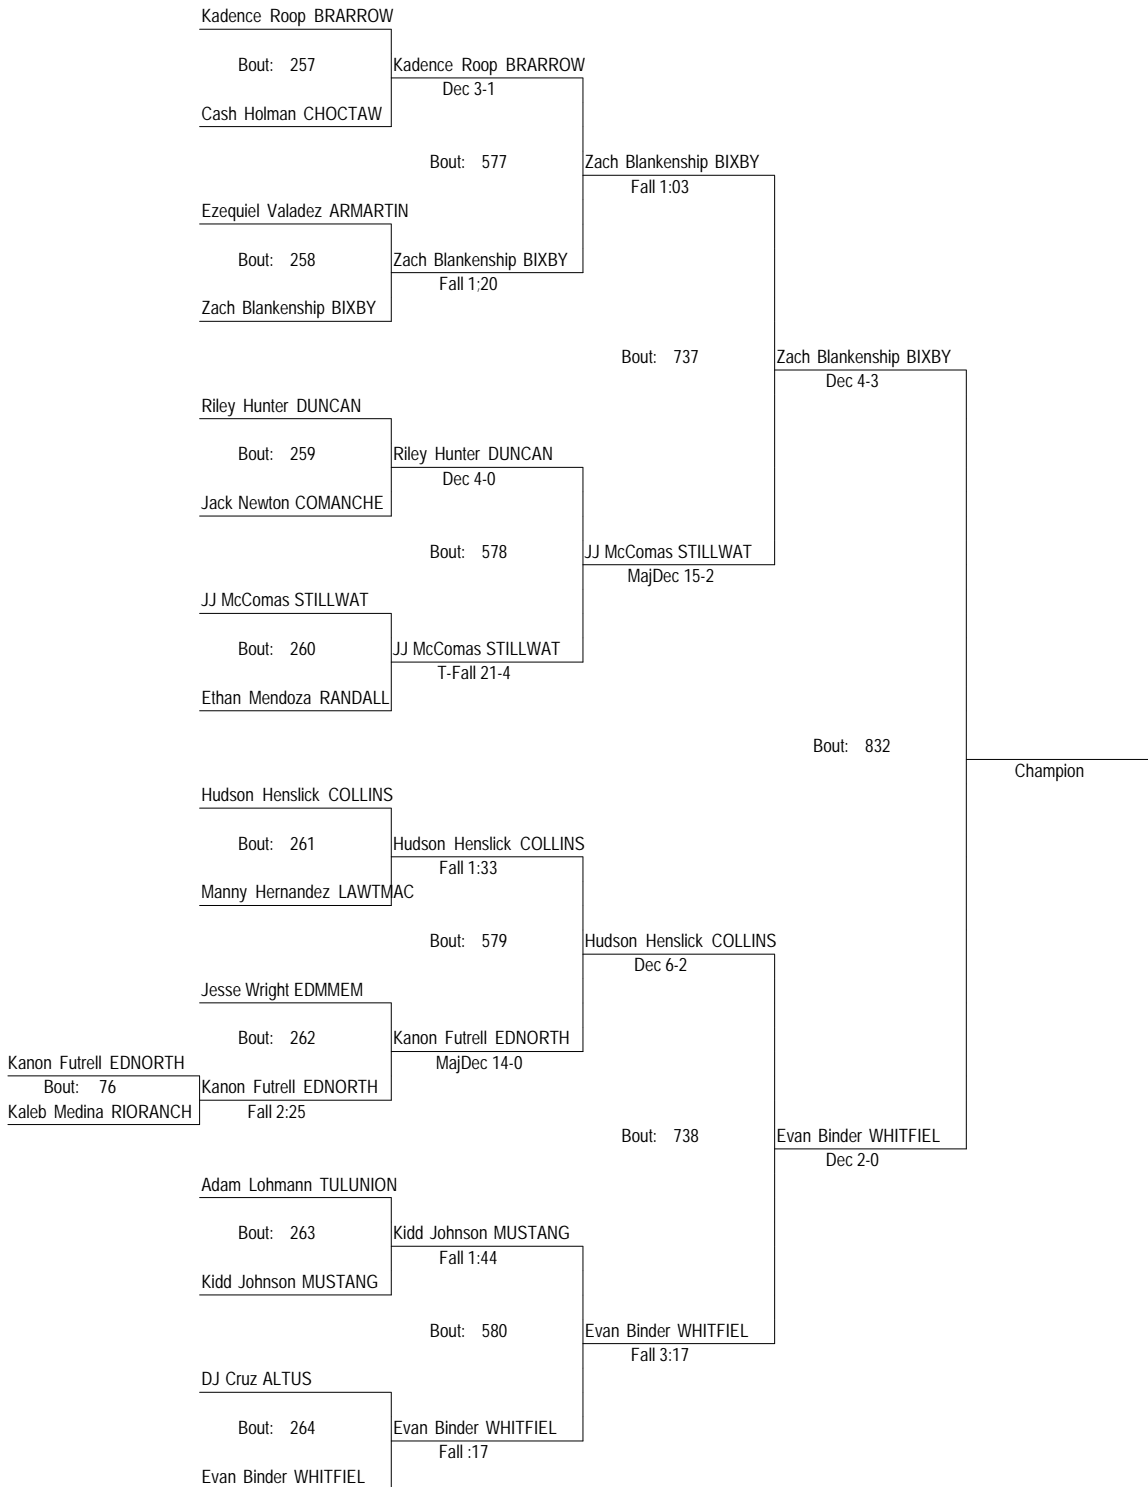 Kadence Roop BRARROW
Bout: 257
Kadence Roop BRARROW
Dec 3-1
Cash Holman CHOCTAW
Bout: 577
Zach Blankenship BIXBY
Fall 1:03
Ezequiel Valadez ARMARTIN
Bout: 258
Zach Blankenship BIXBY
Fall 1;20
Zach Blankenship BIXBY
Bout: 737
Zach Blankenship BIXBY
Dec 4-3
Riley Hunter DUNCAN
Bout: 259
Riley Hunter DUNCAN
Dec 4-0
Jack Newton COMANCHE
Bout: 578
JJ McComas STILLWAT
MajDec 15-2
JJ McComas STILLWAT
Bout: 260
JJ McComas STILLWAT
T-Fall 21-4
Ethan Mendoza RANDALL
Bout: 832
Champion
Hudson Henslick COLLINS
Bout: 261
Hudson Henslick COLLINS
Fall 1:33
Manny Hernandez LAWTMAC
Bout: 579
Hudson Henslick COLLINS
Dec 6-2
Jesse Wright EDMMEM
Bout: 262
Kanon Futrell EDNORTH
MajDec 14-0
Kanon Futrell EDNORTH
Bout: 76
Kanon Futrell EDNORTH
Kaleb Medina RIORANCH
Fall 2:25
Bout: 738
Evan Binder WHITFIEL
Dec 2-0
Adam Lohmann TULUNION
Bout: 263
Kidd Johnson MUSTANG
Fall 1:44
Kidd Johnson MUSTANG
Bout: 580
Evan Binder WHITFIEL
Fall 3:17
DJ Cruz ALTUS
Bout: 264
Evan Binder WHITFIEL
Fall :17
Evan Binder WHITFIEL